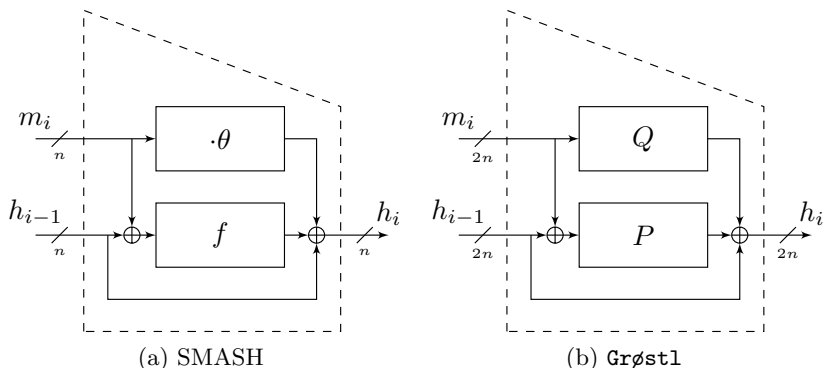 m_i
n
·θ
h_{i−1}
n
f
h_i
n
(a) SMASH
m_i
2n
Q
h_{i−1}
2n
P
h_i
2n
(b) Grøstl